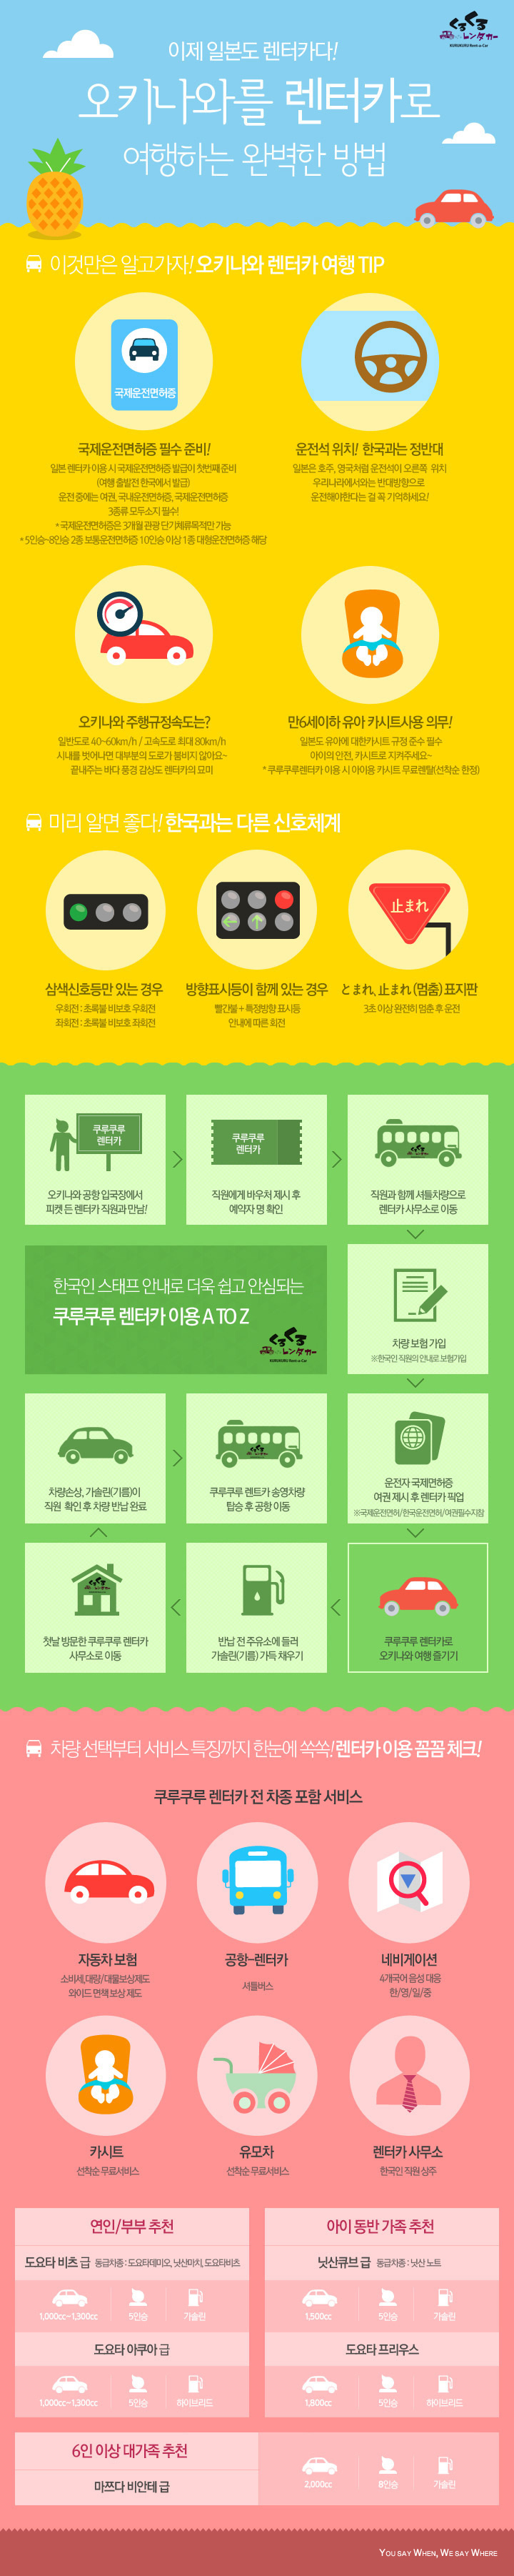 くるくる
レンタカー
KURUKURU Rent a Car
이제 일본도 렌터카다!
오키나와를 렌터카로
여행하는 완벽한 방법
이것만은 알고가자! 오키나와 렌터카 여행 TIP
국제운전면허증
국제운전면허증 필수 준비!
일본 렌터카 이용 시 국제운전면허증 발급이 첫번째 준비
(여행 출발전 한국에서 발급)
운전 중에는 여권, 국내운전면허증, 국제운전면허증
3종류 모두소지 필수!
*국제운전면허증은 3개월 관광 단기체류목적만 가능
*5인승~8인승 2종 보통운전면허증 10인승 이상 1종 대형운전면허증 해당
운전석 위치! 한국과는 정반대
일본은 호주, 영국처럼 운전석이 오른쪽 위치
우리나라에서와는 반대방향으로
운전해야한다는 걸 꼭 기억하세요!
오키나와 주행규정속도는?
일반도로 40~60km/h / 고속도로 최대 80km/h
시내를 벗어나면 대부분의 도로가 붐비지 않아요~
끝내주는 바다 풍경 감상도 렌터카의 묘미
만6세이하 유아 카시트사용 의무!
일본도 유아에 대한카시트 규정 준수 필수
아이의 안전, 카시트로 지켜주세요~
*쿠루쿠루렌터카 이용 시 아이용 카시트 무료렌탈(선착순 한정)
미리 알면 좋다! 한국과는 다른 신호체계
止まれ
삼색신호등만 있는 경우
우회전 : 초록불 비보호 우회전
좌회전 : 초록불 비보호 좌회전
방향표시등이 함께 있는 경우
빨간불 + 특정방향 표시등
안내에 따른 회전
とまれ, 止まれ (멈춤) 표지판
3초 이상 완전히 멈춘 후 운전
쿠루쿠루
렌터카
오키나와 공항 입국장에서
피켓 든 렌터카 직원과 만남!
쿠루쿠루
렌터카
직원에게 바우처 제시 후
예약자 명 확인
직원과 함께 셔틀차량으로
렌터카 사무소로 이동
한국인 스태프 안내로 더욱 쉽고 안심되는
쿠루쿠루 렌터카 이용 A TO Z
くるくる
レンタカー
KURUKURU Rent a Car
차량 보험 가입
※한국인 직원의 안내로 보험가입
차량손상, 가솔린(기름)이
직원 확인 후 차량 반납 완료
쿠루쿠루 렌트카 송영차량
탑승 후 공항 이동
운전자 국제면허증
여권 제시 후 렌터카 픽업
※국제운전면허/한국운전면허/여권필수지참
첫날 방문한 쿠루쿠루 렌터카
사무소로 이동
반납 전 주유소에 들러
가솔린(기름) 가득 채우기
쿠루쿠루 렌터카로
오키나와 여행 즐기기
차량 선택부터 서비스 특징까지 한눈에 쏙쏙! 렌터카 이용 꼼꼼 체크!
쿠루쿠루 렌터카 전 차종 포함 서비스
자동차 보험
소비세,대량/대물보상제도
와이드 면책 보상 제도
공항-렌터카
셔틀버스
네비게이션
4개국어 음성 대응
한/영/일/중
카시트
선착순 무료서비스
유모차
선착순 무료서비스
렌터카 사무소
한국인 직원 상주
연인/부부 추천
도요타 비츠 급 동급차종 : 도요타데미오, 닛산마치, 도요타비츠
1,000cc~1,300cc 5인승 가솔린
도요타 아쿠아 급
1,000cc~1,300cc 5인승 하이브리드
아이 동반 가족 추천
닛산큐브 급 동급차종 : 닛산 노트
1,500cc 5인승 가솔린
도요타 프리우스
1,800cc 5인승 하이브리드
6인 이상 대가족 추천
마쯔다 비안테 급
2,000cc 8인승 가솔린
YOU SAY WHEN, WE SAY WHERE